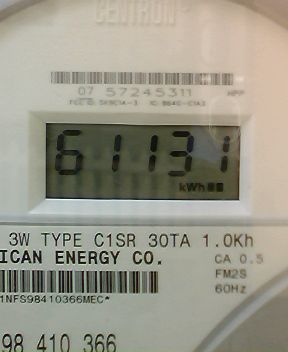 CENTRON
07 57245311
61131
kWh
3W TYPE C1SR 30TA 1.0Kh
ICAN ENERGY CO.
CA 0.5
FM2S
60Hz
1NFS98410366MEC*
98 410 366